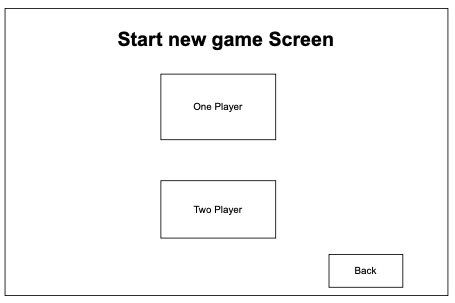 Start new game Screen
One Player
Two Player
Back